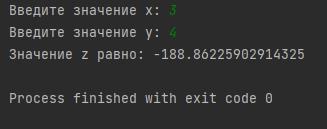 Введите значение x: 3
Введите значение y: 4
Значение z равно: -188.86225902914325
Process finished with exit code 0